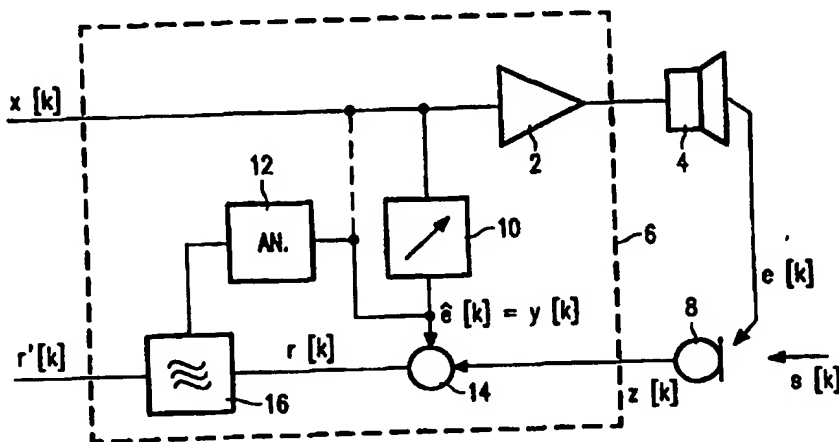 x [k]
2
4
12
AN.
10
6
e [k]
ê [k] = y [k]
8
r'[k]
r [k]
16
14
z [k]
s [k]